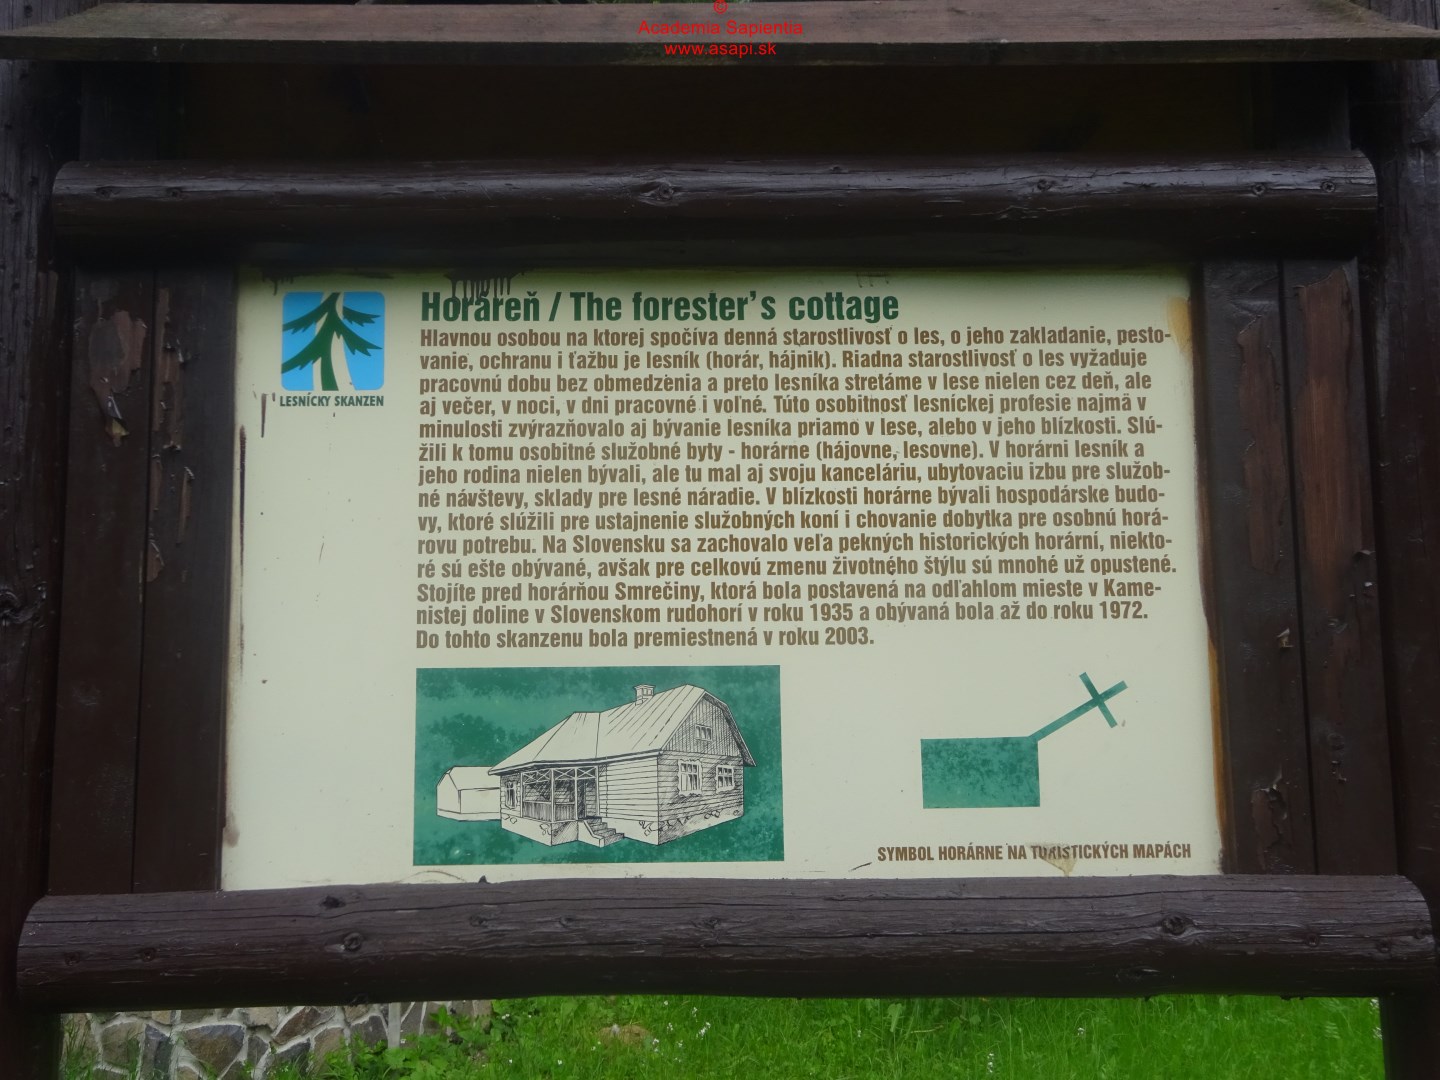 ©
Academia Sapientia
www.asapi.sk
Horáreň / The forester's cottage
Hlavnou osobou na ktorej spočíva denná starostlivosť o les, o jeho zakladanie, pesto-
vanie, ochranu i ťažbu je lesník (horár, hájnik). Riadna starostlivosť o les vyžaduje
pracovnú dobu bez obmedzenia a preto lesníka stretáme v lese nielen cez deň, ale
aj večer, v noci, v dni pracovné i voľné. Túto osobitnosť lesníckej profesie najmä v
minulosti zvýrazňovalo aj bývanie lesníka priamo v lese, alebo v jeho blízkosti. Slú-
žili k tomu osobitné služobné byty - horárne (hájovne, lesovne). V horárni lesník a
jeho rodina nielen bývali, ale tu mal aj svoju kanceláriu, ubytovaciu izbu pre služob-
né návštevy, sklady pre lesné náradie. V blízkosti horárne bývali hospodárske budo-
vy, ktoré slúžili pre ustajnenie služobných koní i chovanie dobytka pre osobnú horá-
rovu potrebu. Na Slovensku sa zachovalo veľa pekných historických horární, niekto-
ré sú ešte obývané, avšak pre celkovú zmenu životného štýlu sú mnohé už opustené.
Stojíte pred horárňou Smrečiny, ktorá bola postavená na odľahlom mieste v Kame-
nistej doline v Slovenskom rudohorí v roku 1935 a obývaná bola až do roku 1972.
Do tohto skanzenu bola premiestnená v roku 2003.
LESNÍCKY SKANZEN
SYMBOL HORÁRNE NA TURISTICKÝCH MAPÁCH